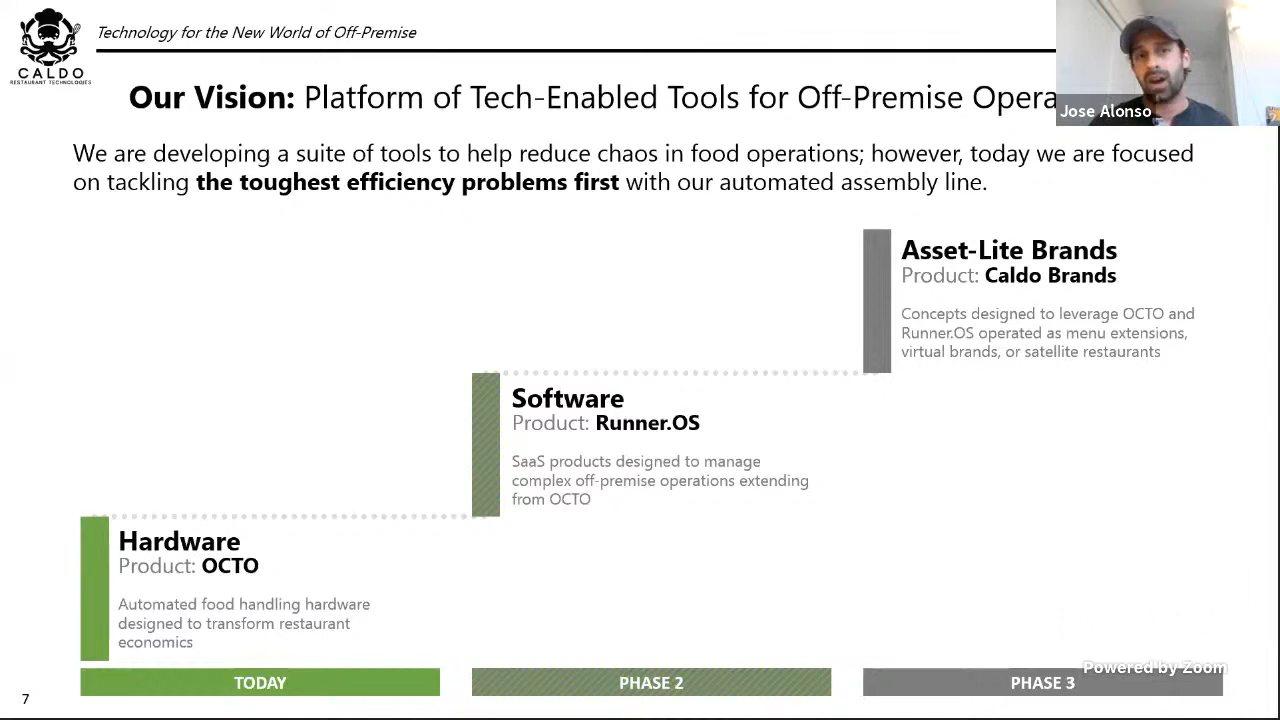 Technology for the New World of Off-Premise
CALDO
RESTAURANT TECHNOLOGIES
Our Vision: Platform of Tech-Enabled Tools for Off-Premise Opera
Jose Alonso
We are developing a suite of tools to help reduce chaos in food operations; however, today we are focused
on tackling the toughest efficiency problems first with our automated assembly line.
Asset-Lite Brands
Product: Caldo Brands
Concepts designed to leverage OCTO and
Runner.OS operated as menu extensions,
virtual brands, or satellite restaurants
Software
Product: Runner.OS
SaaS products designed to manage
complex off-premise operations extending
from OCTO
Hardware
Product: OCTO
Automated food handling hardware
designed to transform restaurant
economics
Powered by Zoom
TODAY
PHASE 2
PHASE 3
7